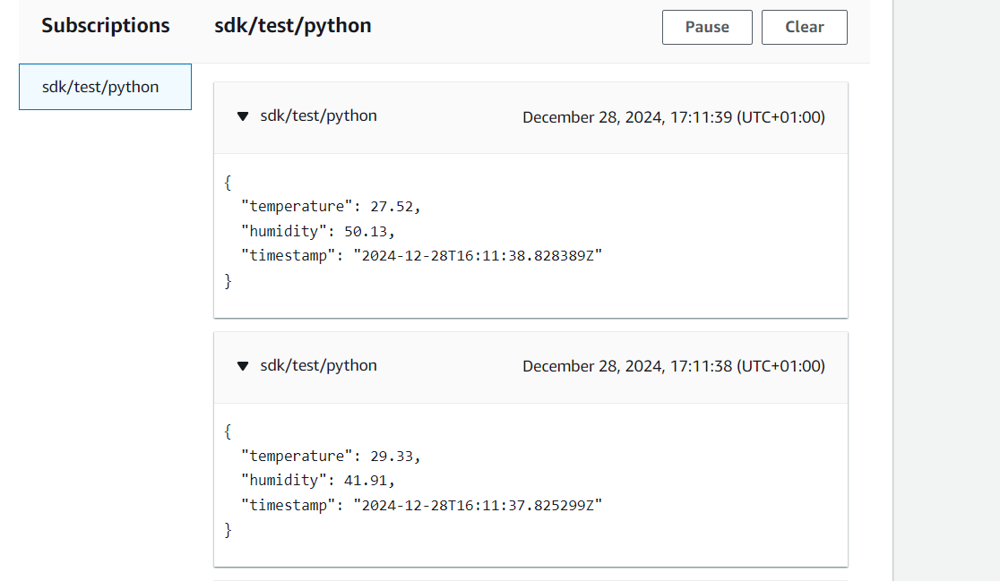 Subscriptions
sdk/test/python
Pause
Clear
sdk/test/python
sdk/test/python
December 28, 2024, 17:11:39 (UTC+01:00)
{
"temperature": 27.52,
"humidity": 50.13,
"timestamp": "2024-12-28T16:11:38.828389Z"
}
sdk/test/python
December 28, 2024, 17:11:38 (UTC+01:00)
{
"temperature": 29.33,
"humidity": 41.91,
"timestamp": "2024-12-28T16:11:37.825299Z"
}